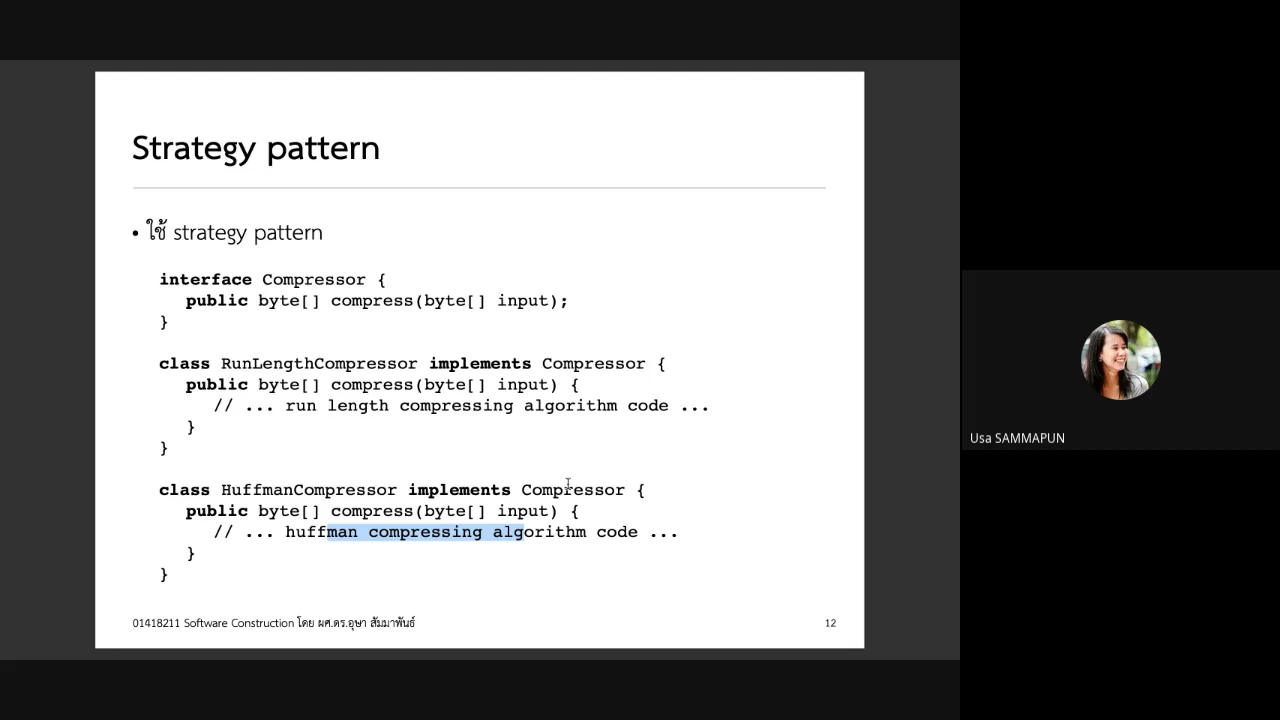 Strategy pattern
• ใช้ strategy pattern
interface Compressor {
public byte[] compress(byte[] input);
}
class RunLengthCompressor implements Compressor {
public byte[] compress(byte[] input) {
// ... run length compressing algorithm code ...
}
}
class HuffmanCompressor implements Compressor {
public byte[] compress(byte[] input) {
// ... huffman compressing algorithm code ...
}
}
01418211 Software Construction โดย ผศ.ดร.อุษา สัมมาพันธ์
12
Usa SAMMAPUN